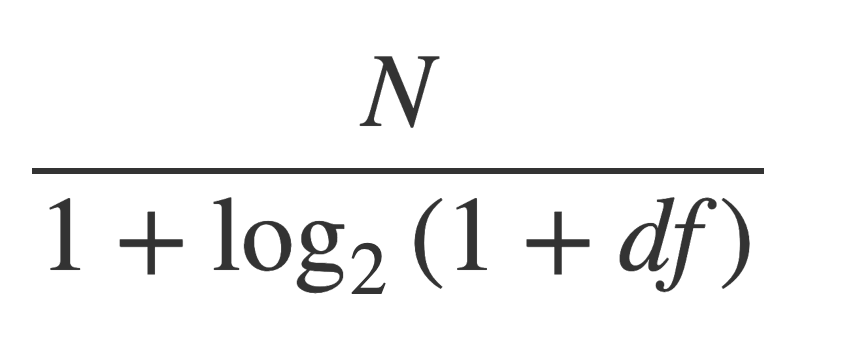 N
1 + log₂ (1 + df)